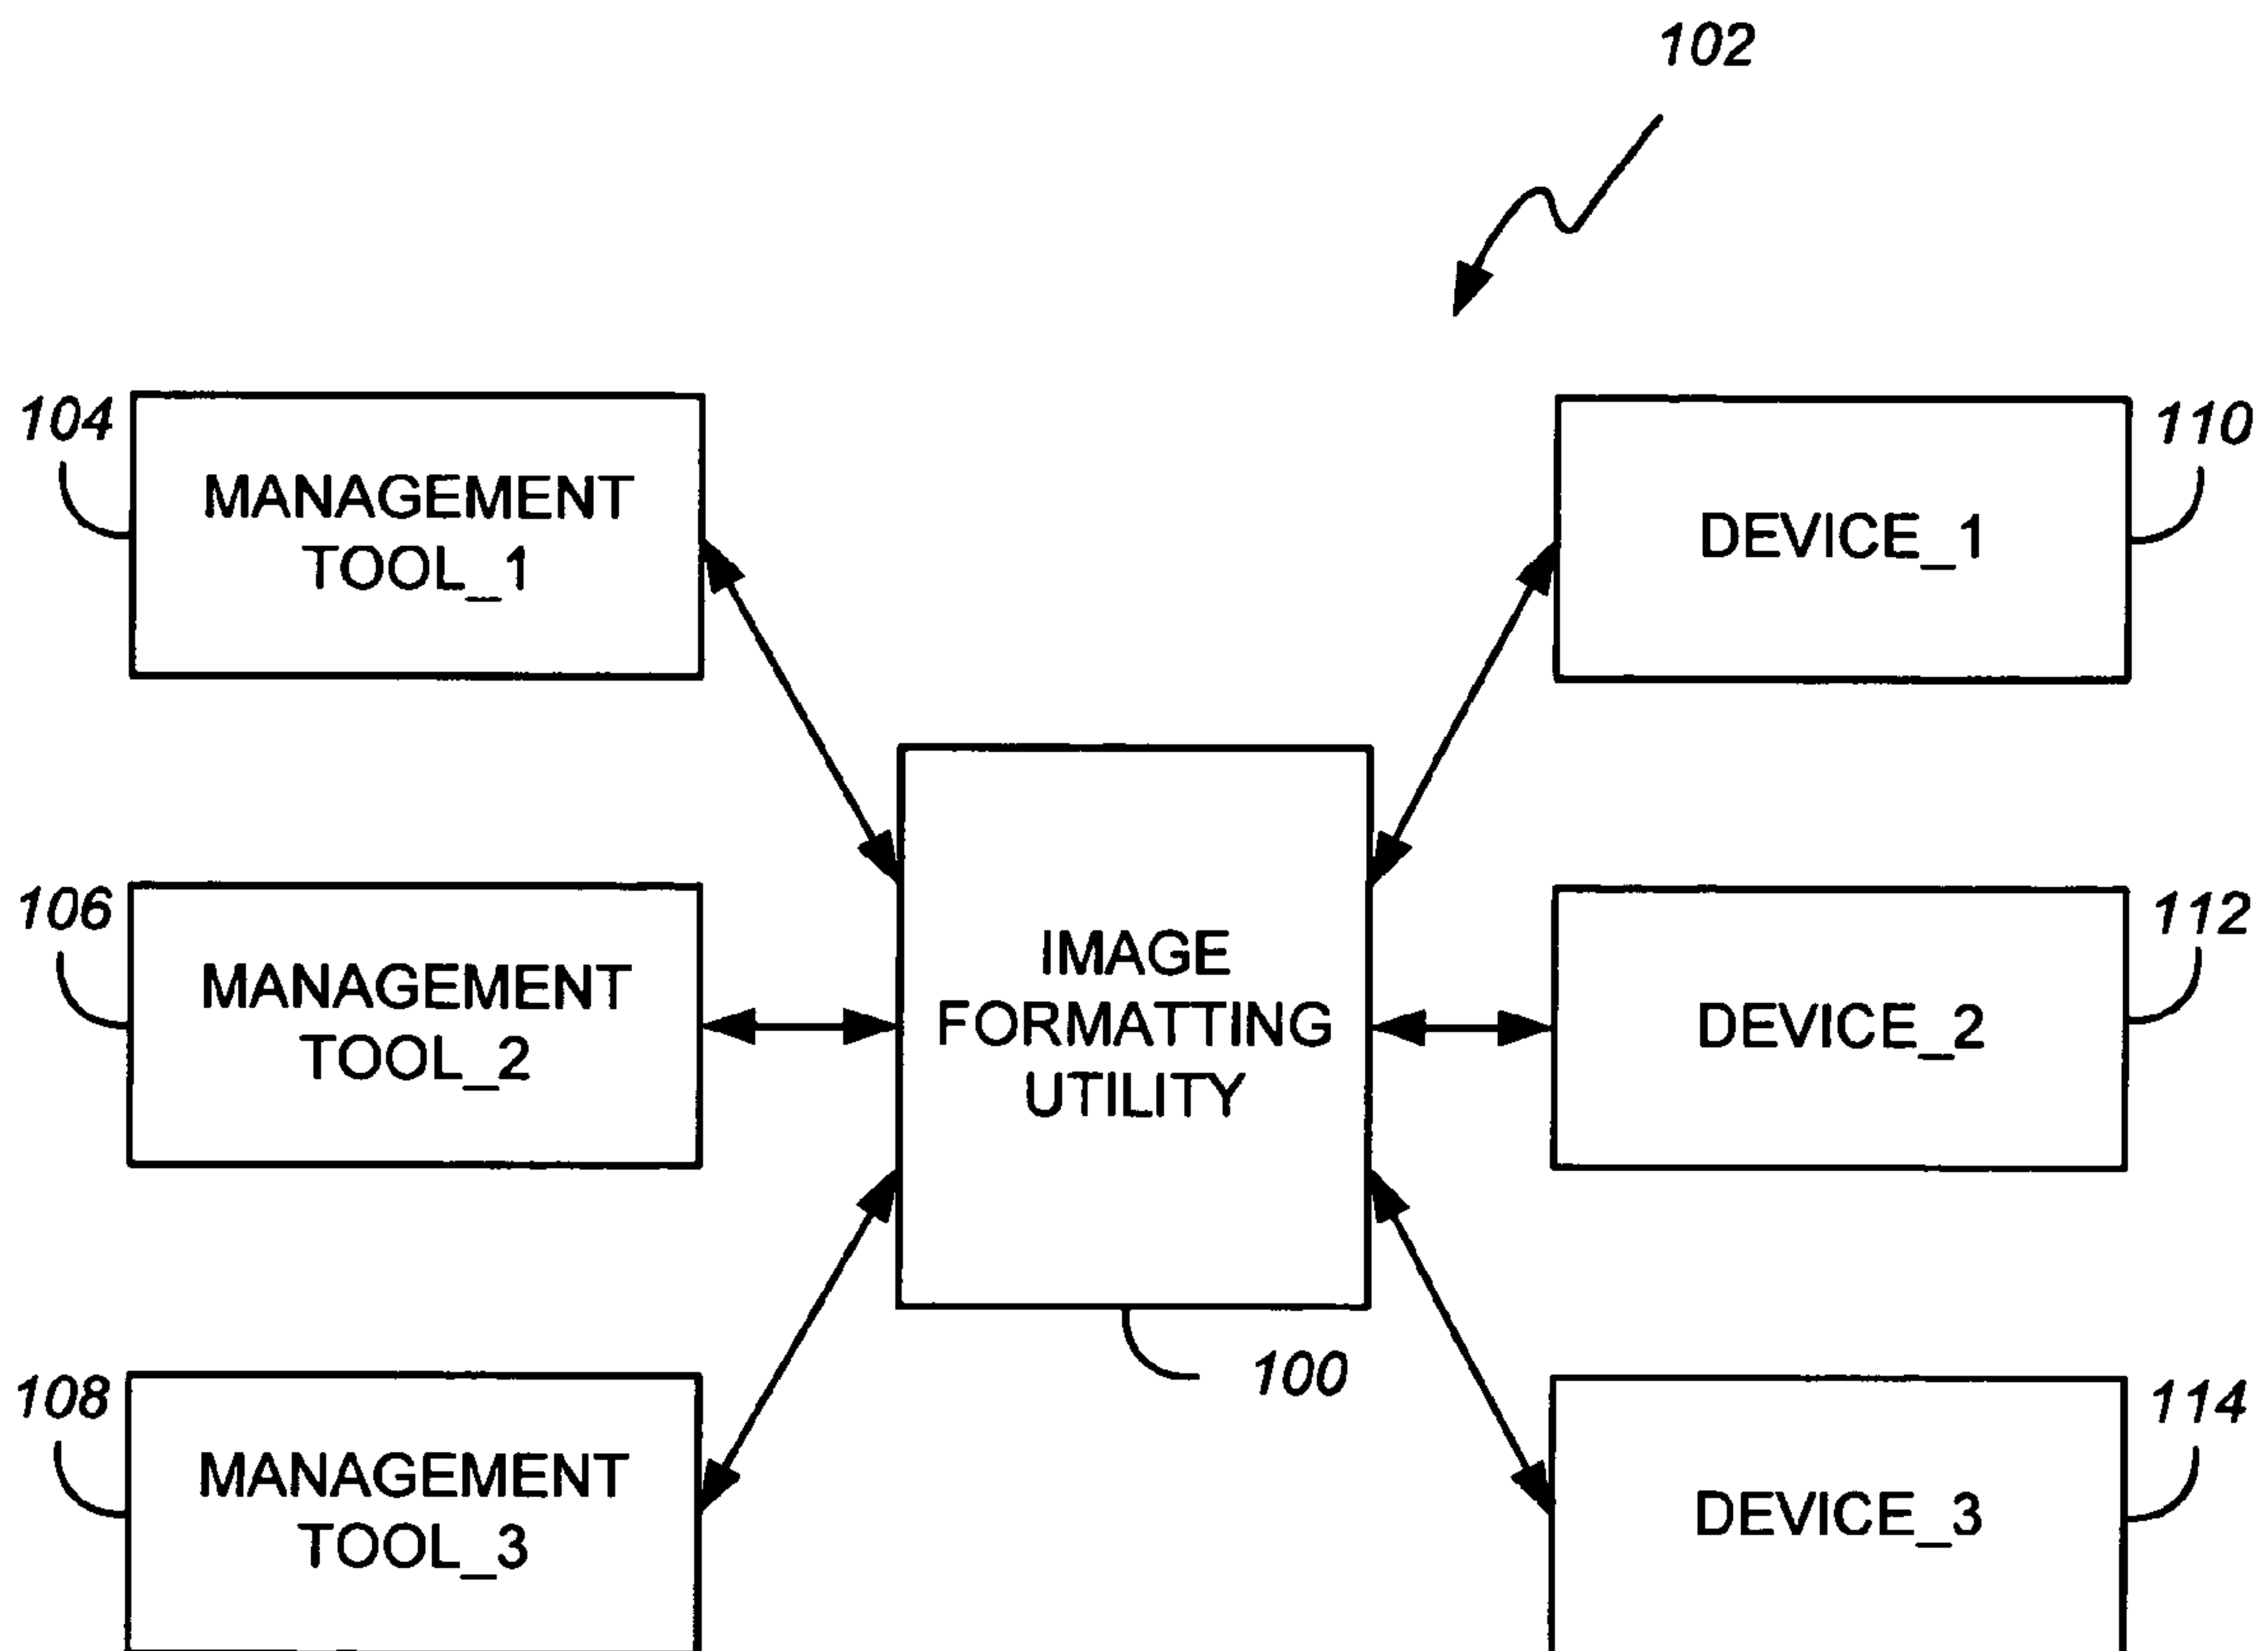 102
104
MANAGEMENT
TOOL_1
DEVICE_1
110
106
MANAGEMENT
TOOL_2
IMAGE
FORMATTING
UTILITY
DEVICE_2
112
100
108
MANAGEMENT
TOOL_3
DEVICE_3
114